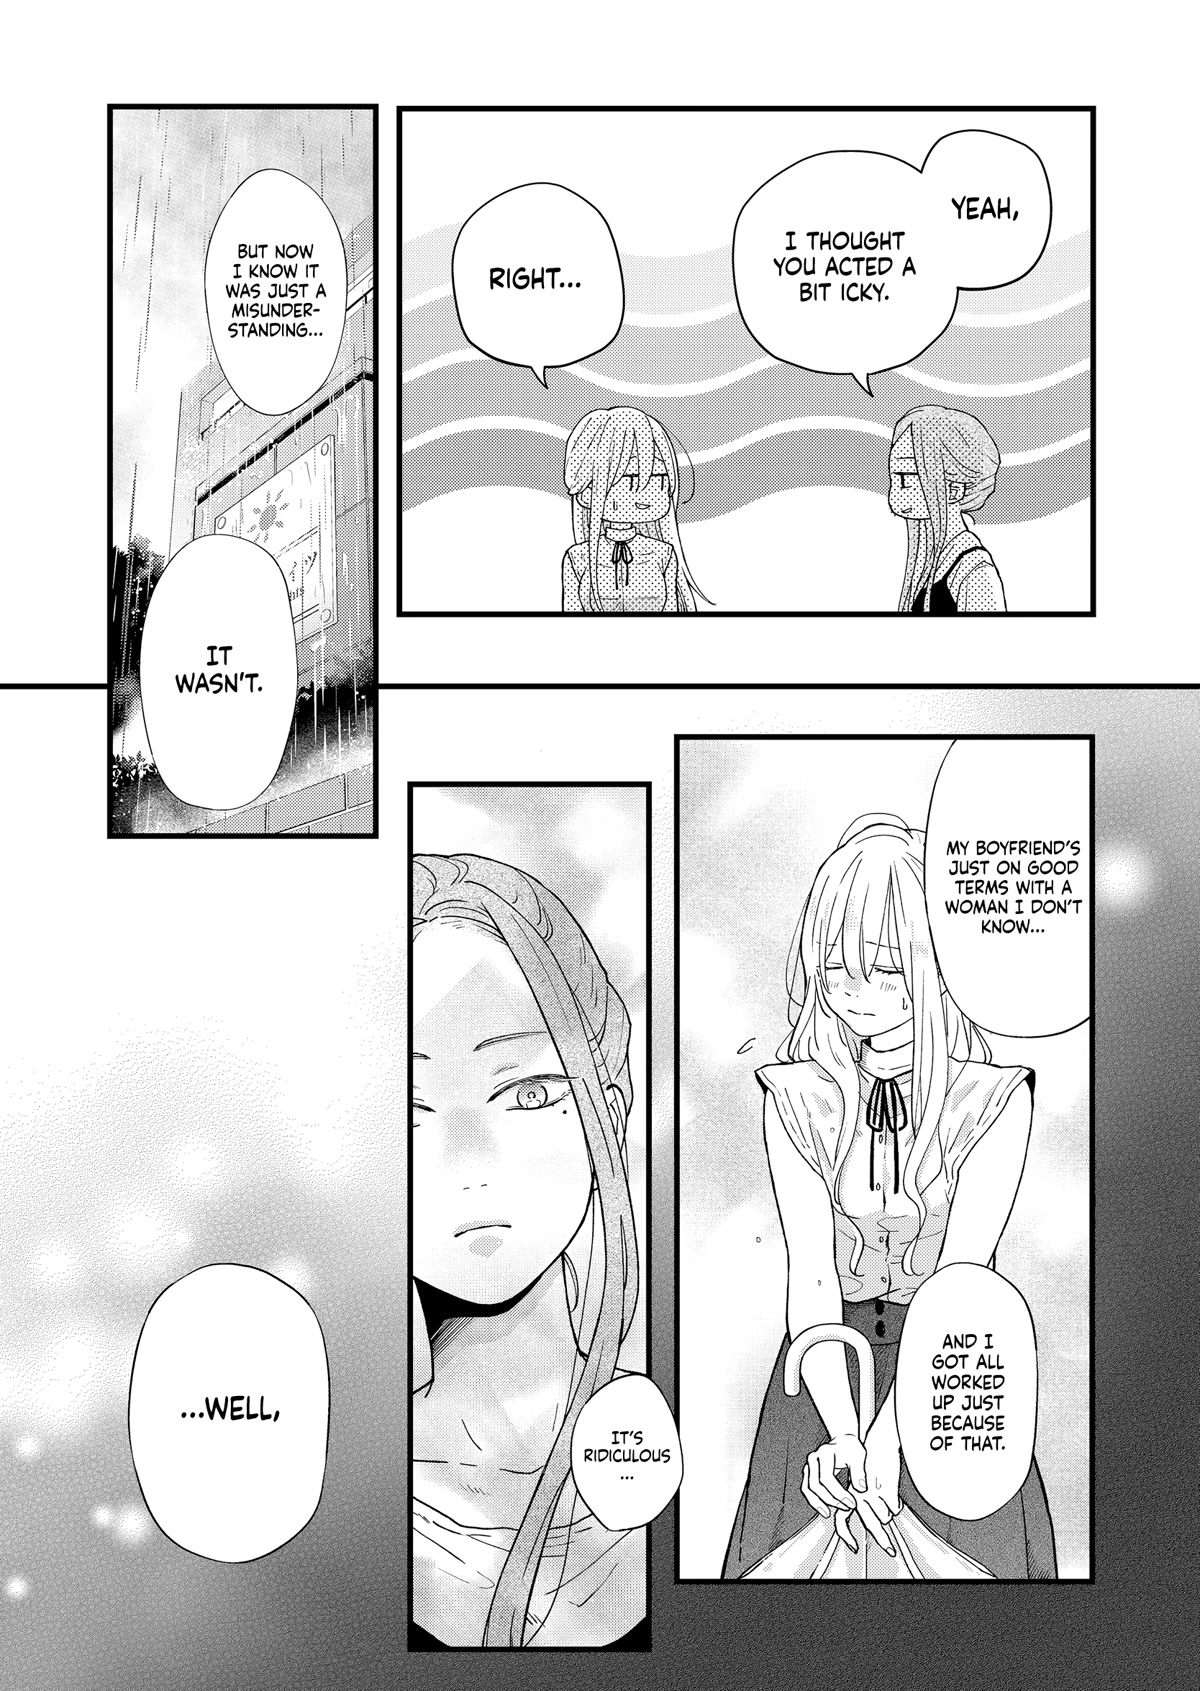 YEAH,
I THOUGHT
YOU ACTED A
BIT ICKY.
RIGHT...
BUT NOW
I KNOW IT
WAS JUST A
MISUNDER-
STANDING...
IT
WASN'T.
MY BOYFRIEND'S
JUST ON GOOD
TERMS WITH A
WOMAN I DON'T
KNOW...
AND I
GOT ALL
WORKED
UP JUST
BECAUSE
OF THAT.
IT'S
RIDICULOUS
...
...WELL,